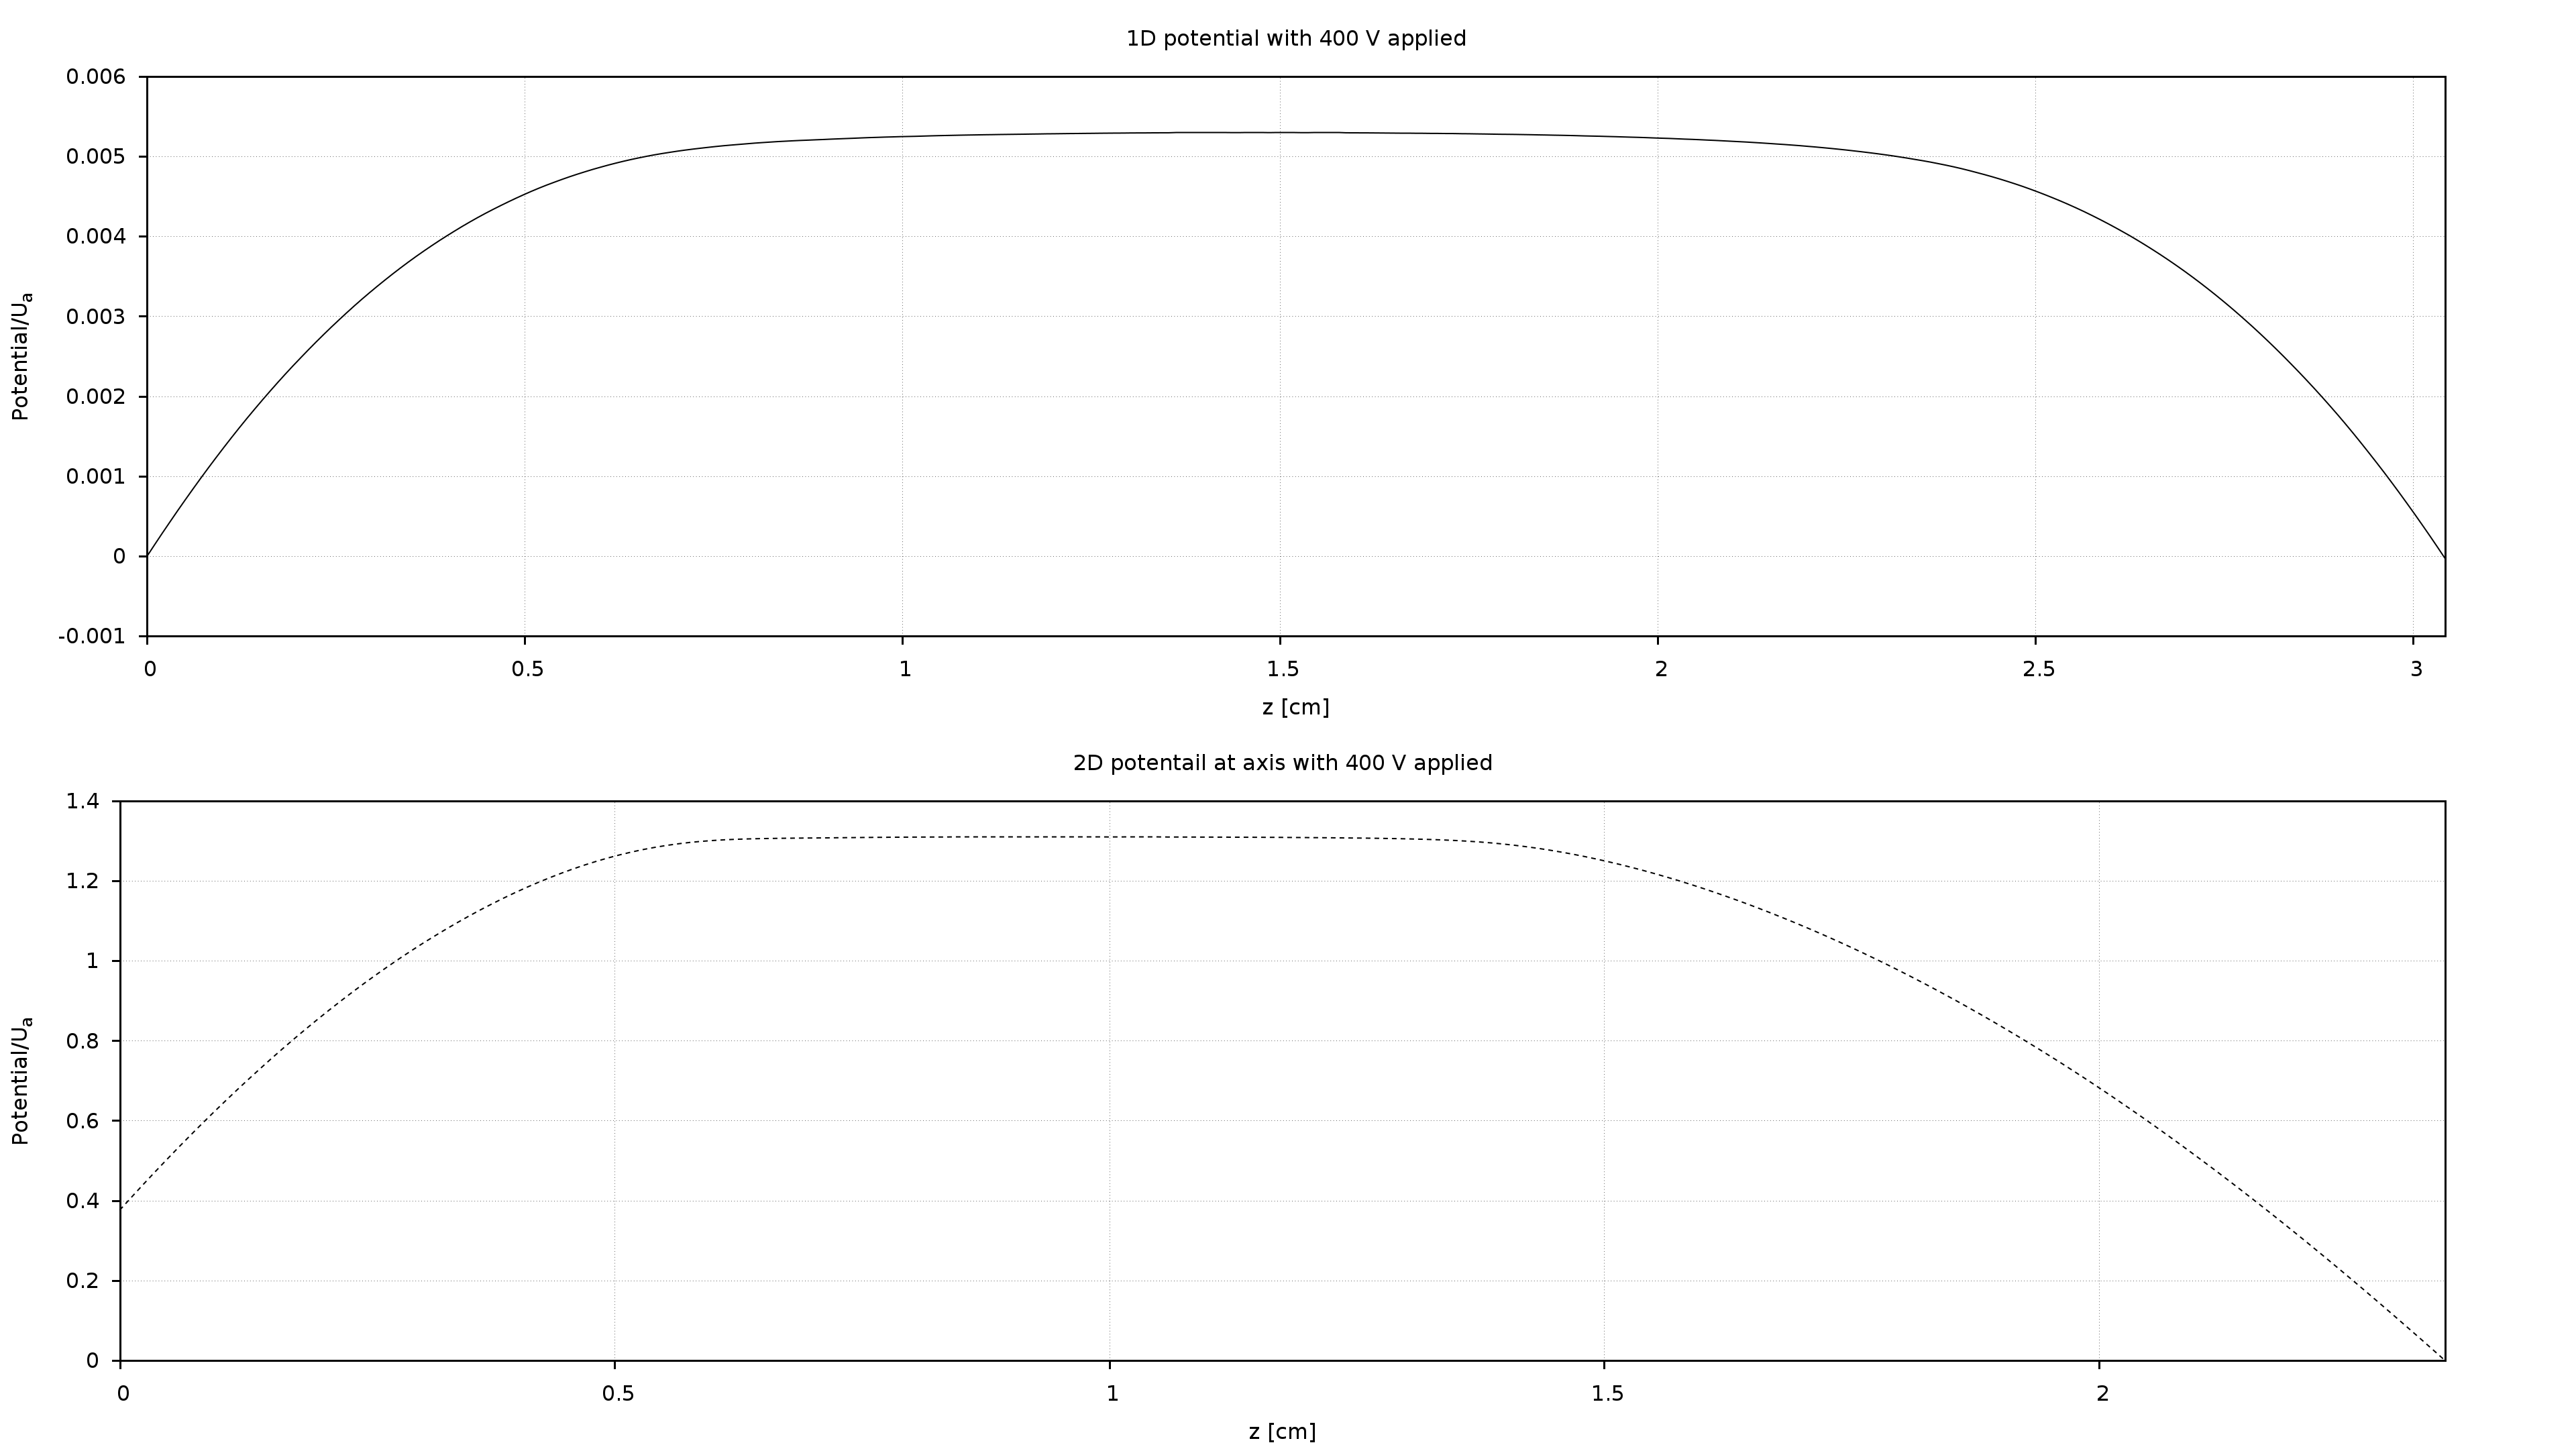 1D potential with 400 V applied
0.006
0.005
0.004
0.003
0.002
0.001
0
-0.001
Potential/Ua
0 0.5 1 1.5 2 2.5 3
z [cm]
2D potentail at axis with 400 V applied
1.4
1.2
1
0.8
0.6
0.4
0.2
0
Potential/Ua
0 0.5 1 1.5 2
z [cm]